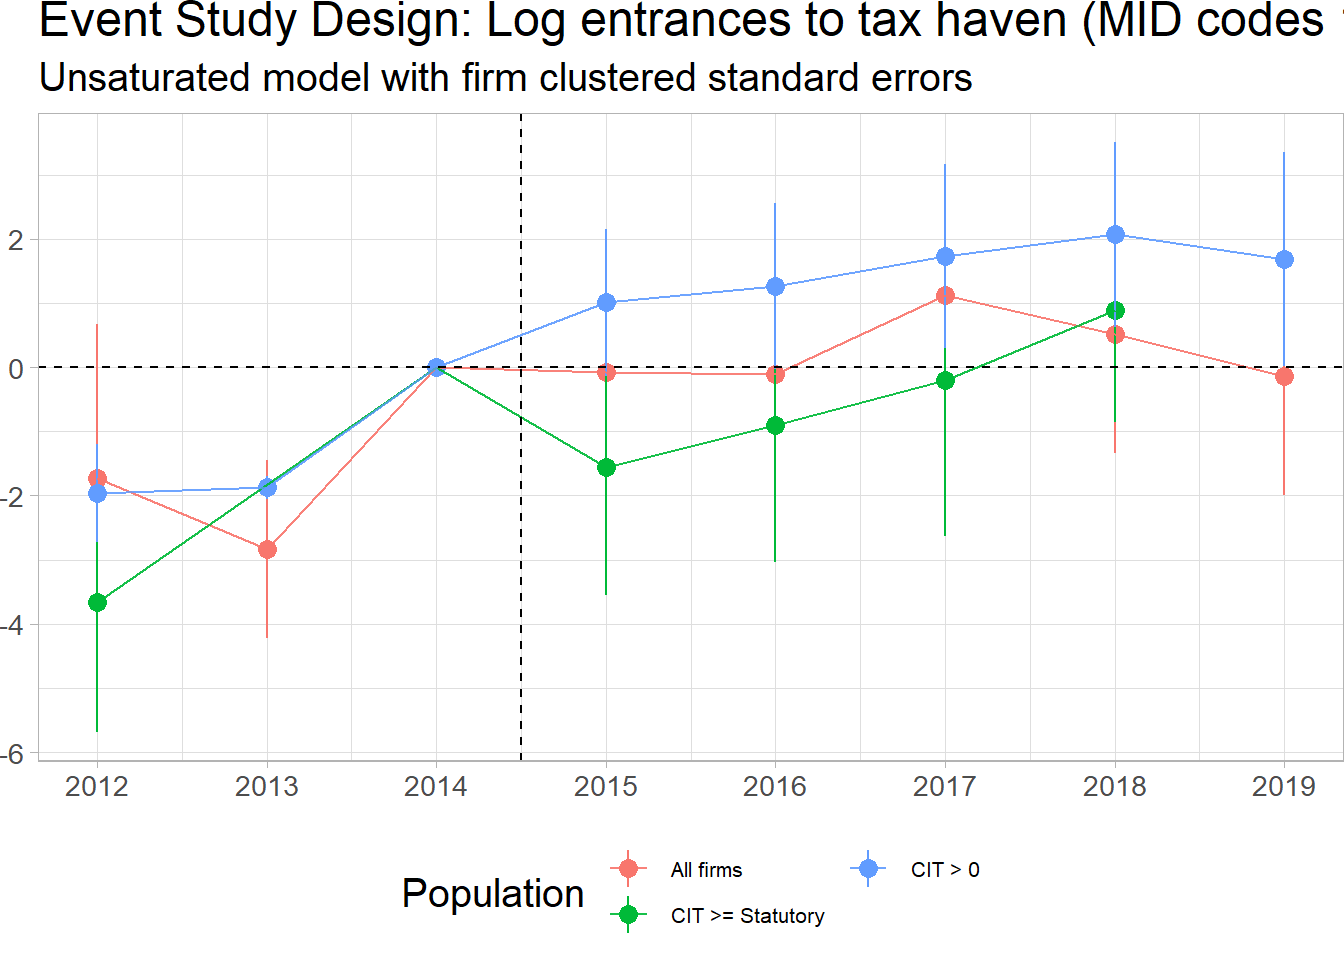 Event Study Design: Log entrances to tax haven (MID codes
Unsaturated model with firm clustered standard errors
2
0
-2
-4
-6
2012 2013 2014 2015 2016 2017 2018 2019
Population
All firms
CIT > 0
CIT >= Statutory